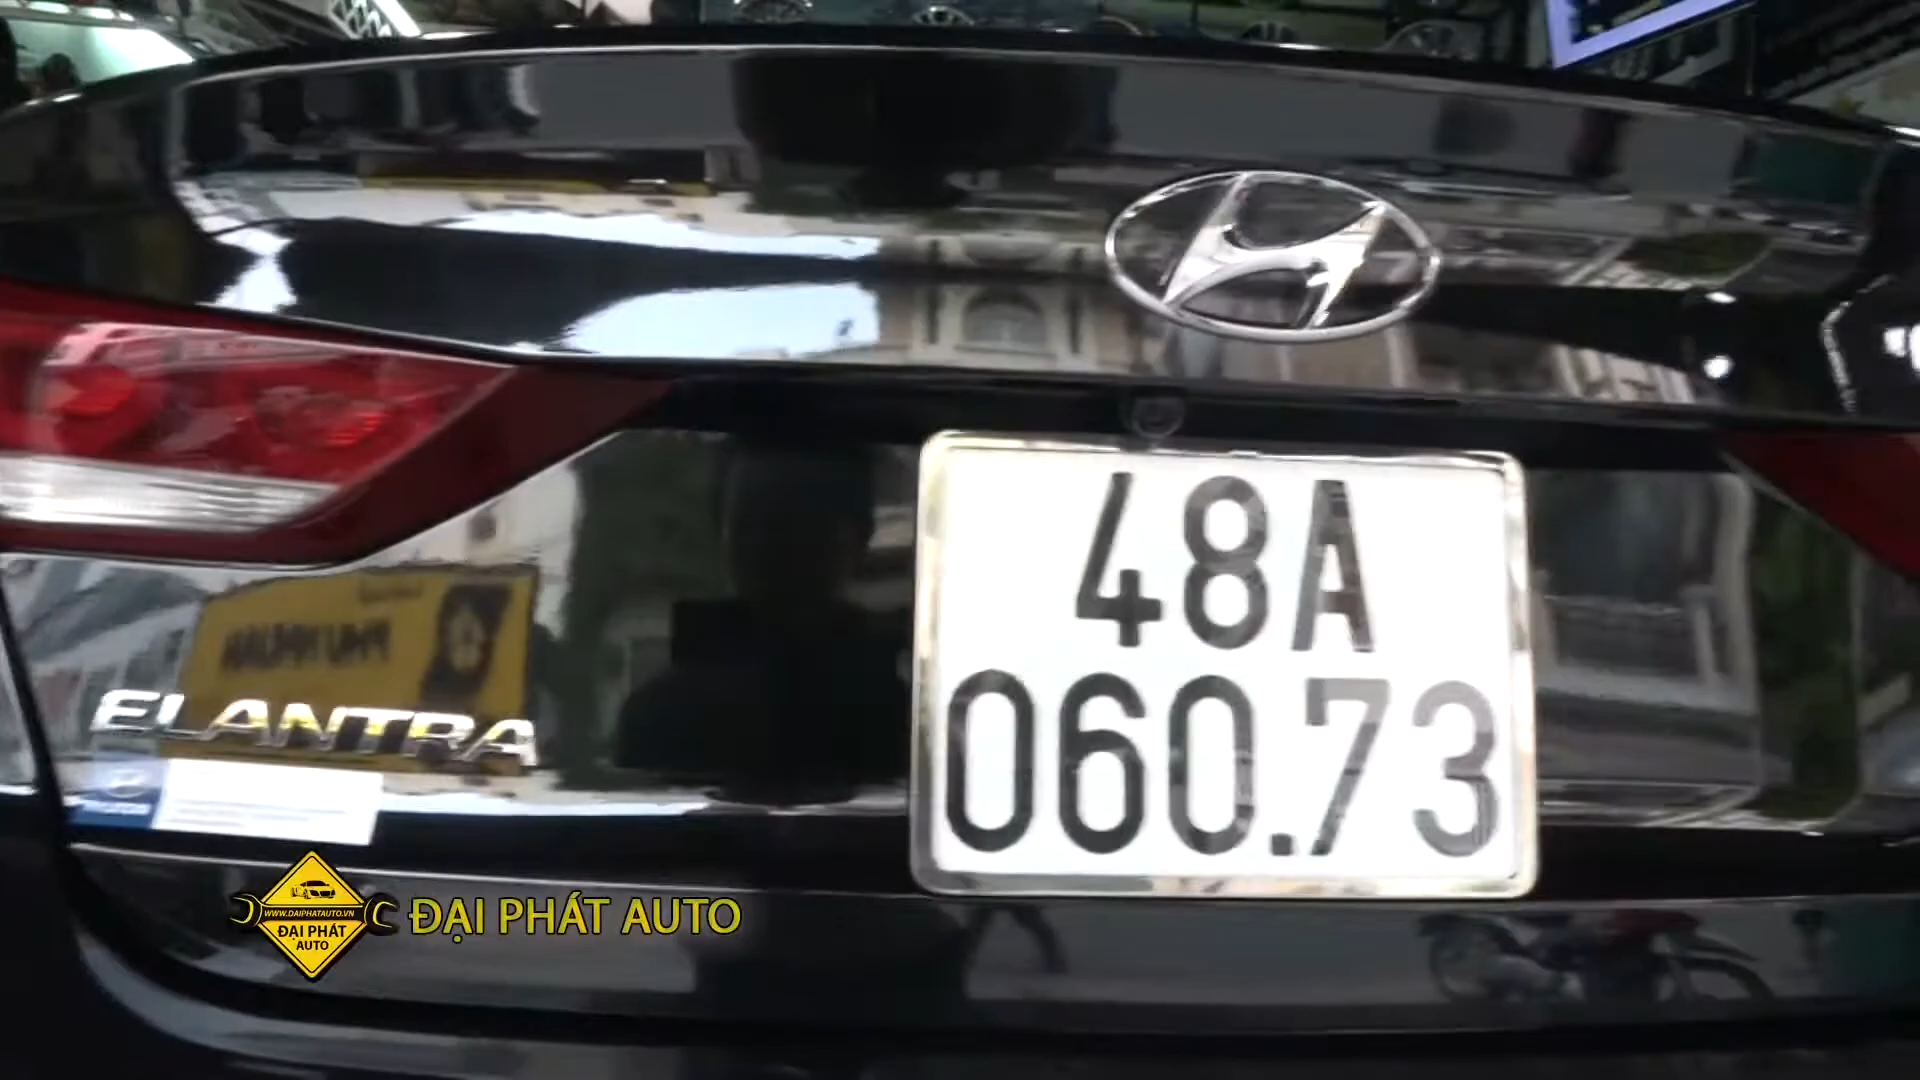 48A
060.73
ELANTRA
WWW.DAIPHATAUTO.VN
ĐẠI PHÁT
AUTO
ĐẠI PHÁT AUTO